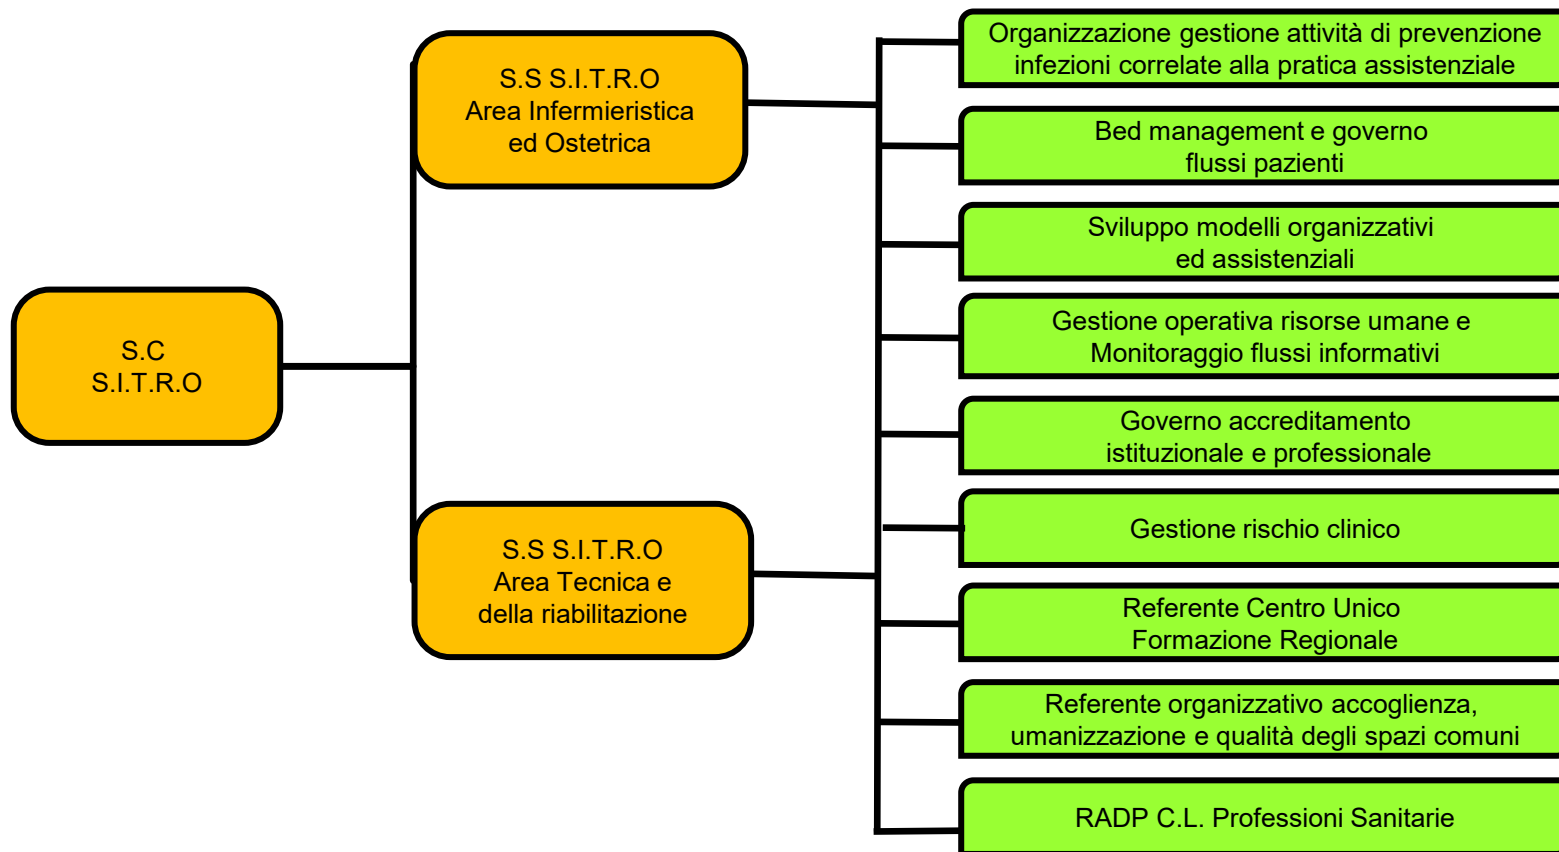 S.C
S.I.T.R.O
S.S S.I.T.R.O
Area Infermieristica
ed Ostetrica
S.S S.I.T.R.O
Area Tecnica e
della riabilitazione
Organizzazione gestione attività di prevenzione
infezioni correlate alla pratica assistenziale
Bed management e governo
flussi pazienti
Sviluppo modelli organizzativi
ed assistenziali
Gestione operativa risorse umane e
Monitoraggio flussi informativi
Governo accreditamento
istituzionale e professionale
Gestione rischio clinico
Referente Centro Unico
Formazione Regionale
Referente organizzativo accoglienza,
umanizzazione e qualità degli spazi comuni
RADP C.L. Professioni Sanitarie